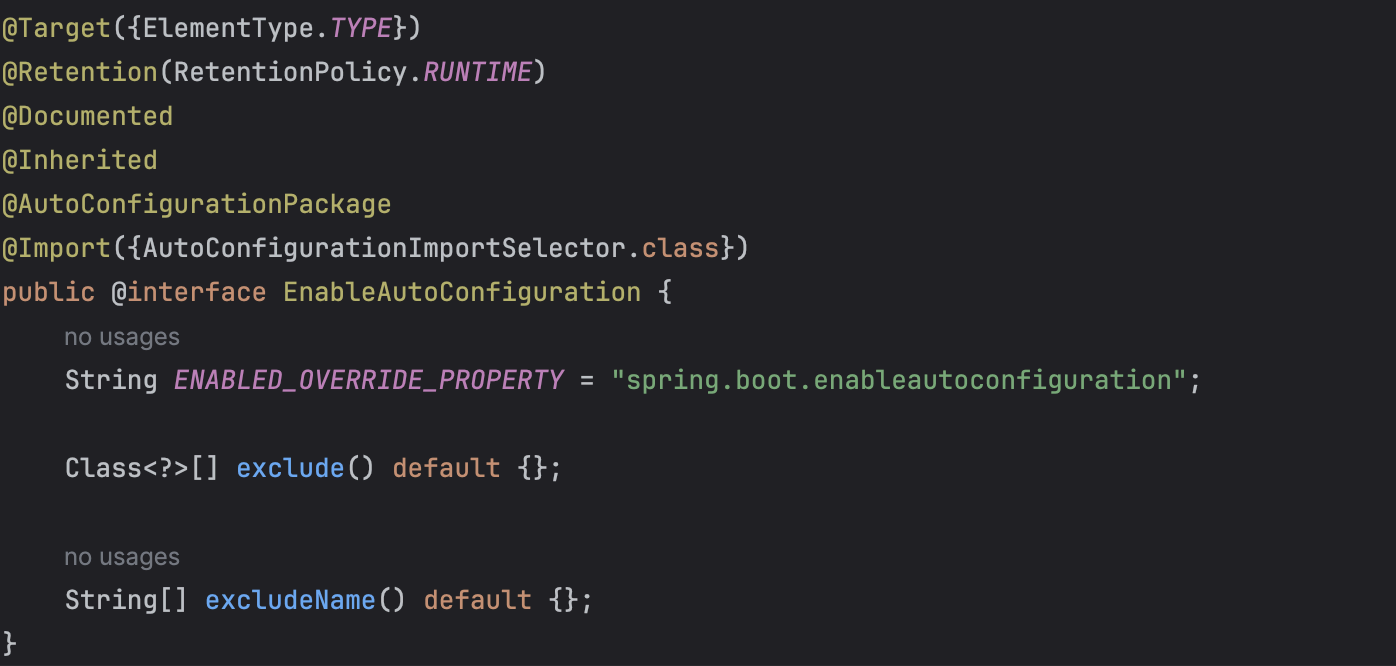 @Target({ElementType.TYPE})
@Retention(RetentionPolicy.RUNTIME)
@Documented
@Inherited
@AutoConfigurationPackage
@Import({AutoConfigurationImportSelector.class})
public @interface EnableAutoConfiguration {
no usages
String ENABLED_OVERRIDE_PROPERTY = "spring.boot.enableautoconfiguration";
Class<?>[] exclude() default {};
no usages
String[] excludeName() default {};
}